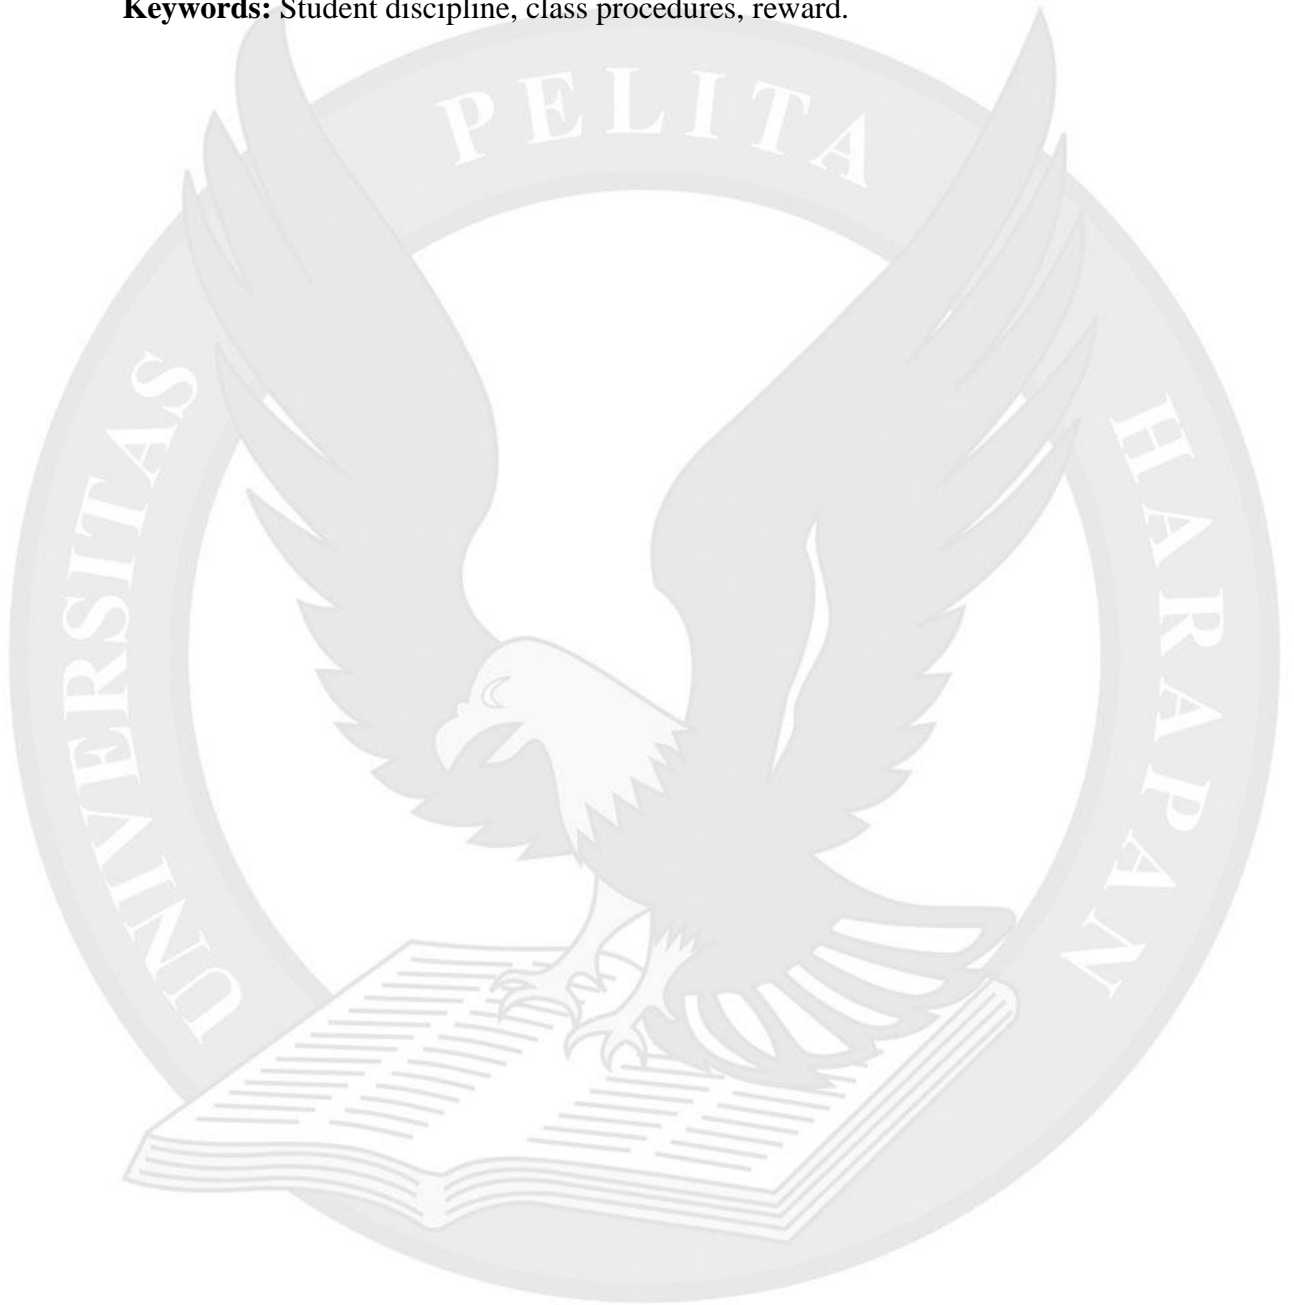 Keywords: Student discipline, class procedures, reward.
UNIVERSITAS PELITA HARAPAN